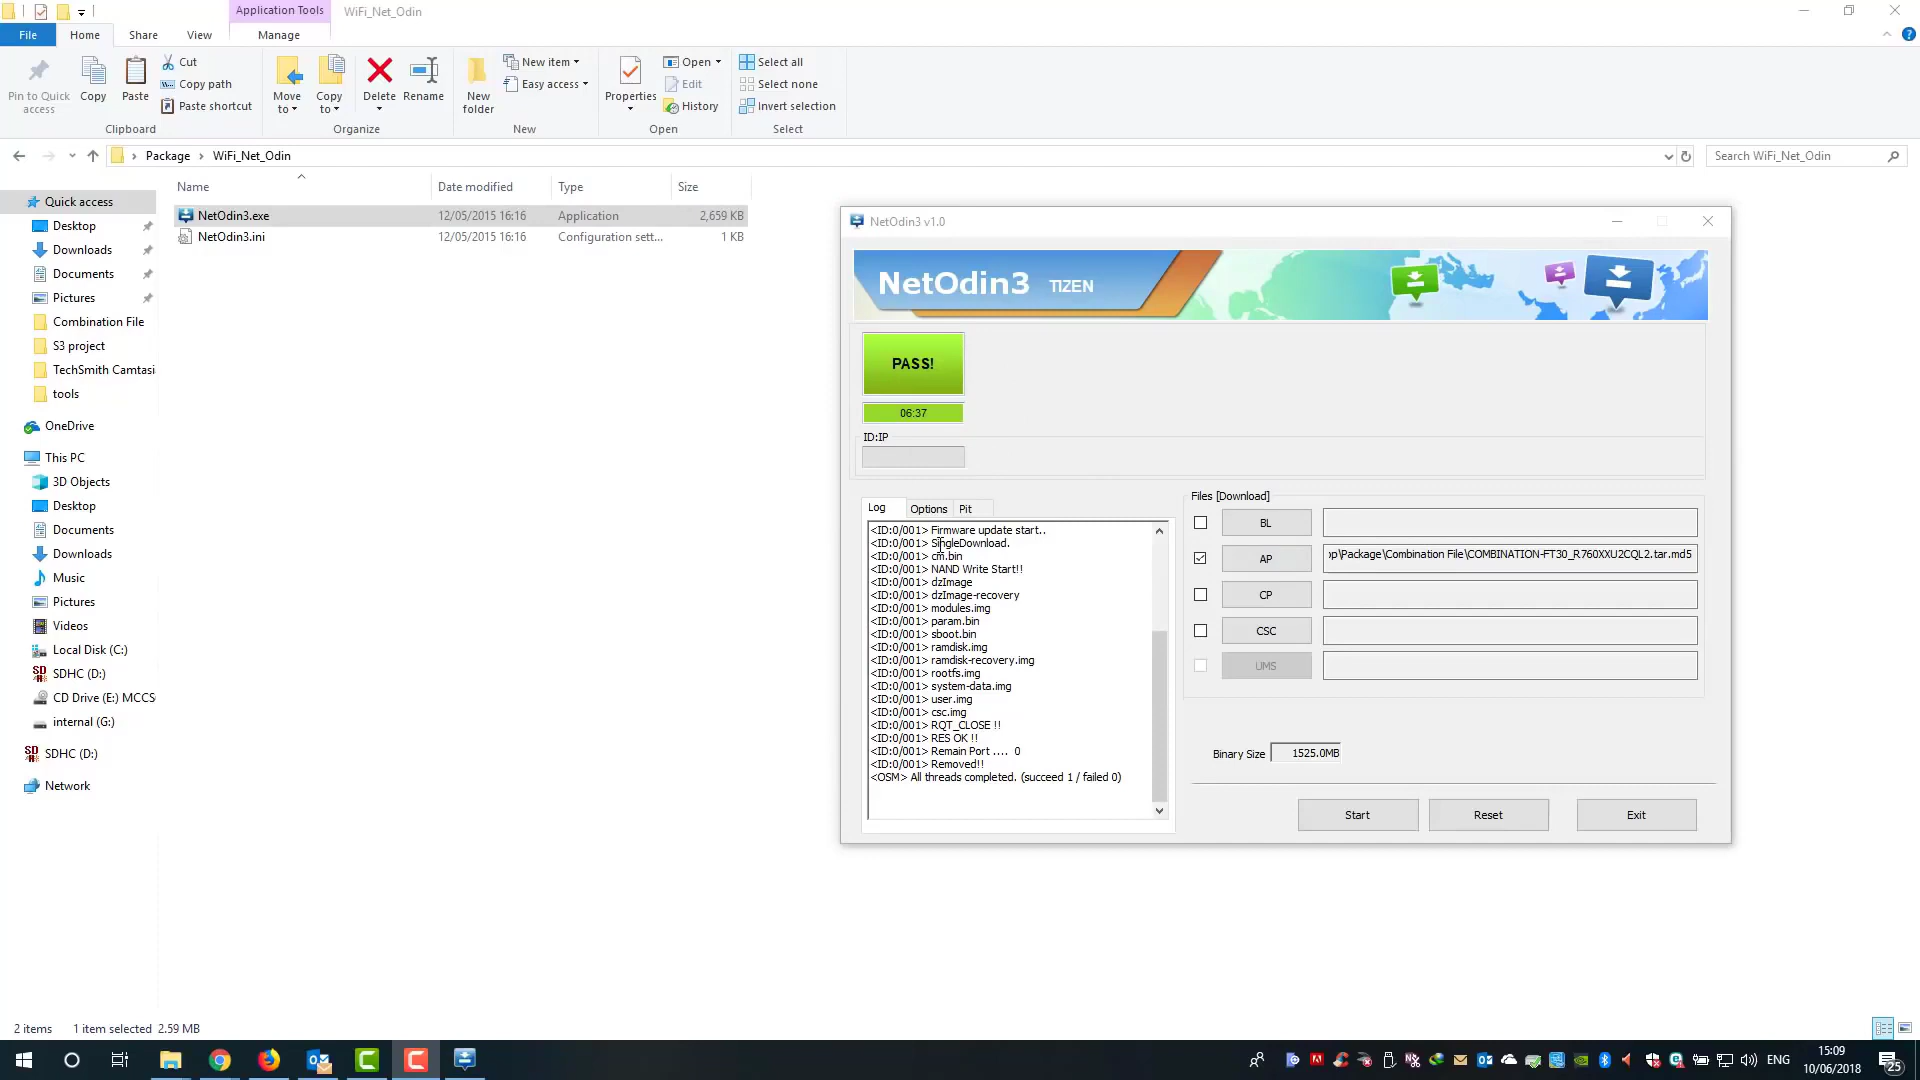 Application Tools
WiFi_Net_Odin
File
Home
Share
View
Manage
Pin to Quick
access
Copy
Paste
Cut
Copy path
Paste shortcut
Clipboard
Move
to
Copy
to
Delete
Rename
Organize
New
folder
New item
Easy access
New
Properties
Open
Edit
History
Open
Select all
Select none
Invert selection
Select
Package
WiFi_Net_Odin
Search WiFi_Net_Odin
Name
Date modified
Type
Size
NetOdin3.exe
12/05/2015 16:16
Application
2,659 KB
NetOdin3.ini
12/05/2015 16:16
Configuration sett...
1 KB
Quick access
Desktop
Downloads
Documents
Pictures
Combination File
S3 project
TechSmith Camtasi
tools
OneDrive
This PC
3D Objects
Desktop
Documents
Downloads
Music
Pictures
Videos
Local Disk (C:)
SDHC (D:)
CD Drive (E:) MCCS
internal (G:)
SDHC (D:)
Network
NetOdin3 v1.0
NetOdin3 TIZEN
PASS!
06:37
ID:IP
Log
Options
Pit
<ID:0/001> Firmware update start..
<ID:0/001> SingleDownload.
<ID:0/001> cm.bin
<ID:0/001> NAND Write Start!!
<ID:0/001> dzImage
<ID:0/001> dzImage-recovery
<ID:0/001> modules.img
<ID:0/001> param.bin
<ID:0/001> sboot.bin
<ID:0/001> ramdisk.img
<ID:0/001> ramdisk-recovery.img
<ID:0/001> rootfs.img
<ID:0/001> system-data.img
<ID:0/001> user.img
<ID:0/001> csc.img
<ID:0/001> RQT_CLOSE !!
<ID:0/001> RES OK !!
<ID:0/001> Remain Port .... 0
<ID:0/001> Removed!!
<OSM> All threads completed. (succeed 1 / failed 0)
Files [Download]
BL
AP
op\Package\Combination File\COMBINATION-FT30_R760XXU2CQL2.tar.md5
CP
CSC
UMS
Binary Size
1525.0MB
Start
Reset
Exit
2 items
1 item selected
2.59 MB
ENG
15:09
10/06/2018
25